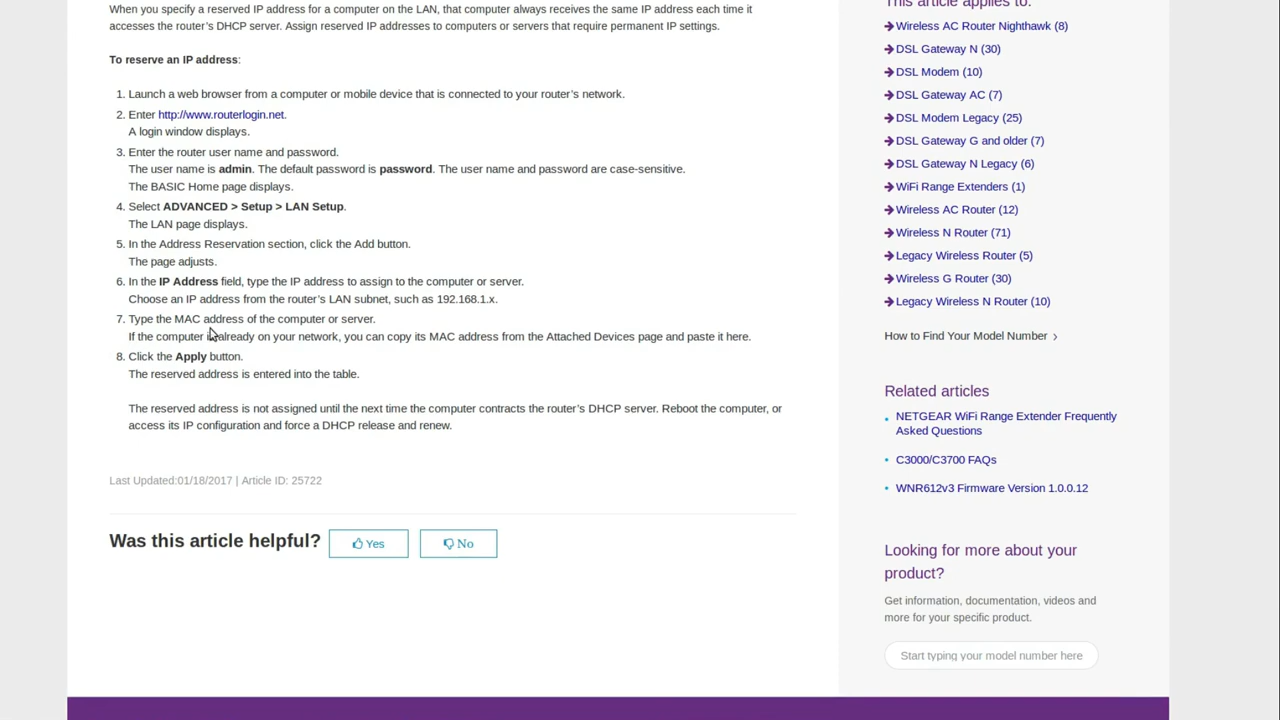 When you specify a reserved IP address for a computer on the LAN, that computer always receives the same IP address each time it
accesses the router's DHCP server. Assign reserved IP addresses to computers or servers that require permanent IP settings.
To reserve an IP address:
1. Launch a web browser from a computer or mobile device that is connected to your router's network.
2. Enter http://www.routerlogin.net.
A login window displays.
3. Enter the router user name and password.
The user name is admin. The default password is password. The user name and password are case-sensitive.
The BASIC Home page displays.
4. Select ADVANCED > Setup > LAN Setup.
The LAN page displays.
5. In the Address Reservation section, click the Add button.
The page adjusts.
6. In the IP Address field, type the IP address to assign to the computer or server.
Choose an IP address from the router's LAN subnet, such as 192.168.1.x.
7. Type the MAC address of the computer or server.
If the computer is already on your network, you can copy its MAC address from the Attached Devices page and paste it here.
8. Click the Apply button.
The reserved address is entered into the table.
The reserved address is not assigned until the next time the computer contracts the router's DHCP server. Reboot the computer, or
access its IP configuration and force a DHCP release and renew.
Last Updated:01/18/2017 | Article ID: 25722
Was this article helpful? Yes No
This article applies to:
Wireless AC Router Nighthawk (8)
DSL Gateway N (30)
DSL Modem (10)
DSL Gateway AC (7)
DSL Modem Legacy (25)
DSL Gateway G and older (7)
DSL Gateway N Legacy (6)
WiFi Range Extenders (1)
Wireless AC Router (12)
Wireless N Router (71)
Legacy Wireless Router (5)
Wireless G Router (30)
Legacy Wireless N Router (10)
How to Find Your Model Number >
Related articles
• NETGEAR WiFi Range Extender Frequently
Asked Questions
• C3000/C3700 FAQs
• WNR612v3 Firmware Version 1.0.0.12
Looking for more about your
product?
Get information, documentation, videos and
more for your specific product.
Start typing your model number here